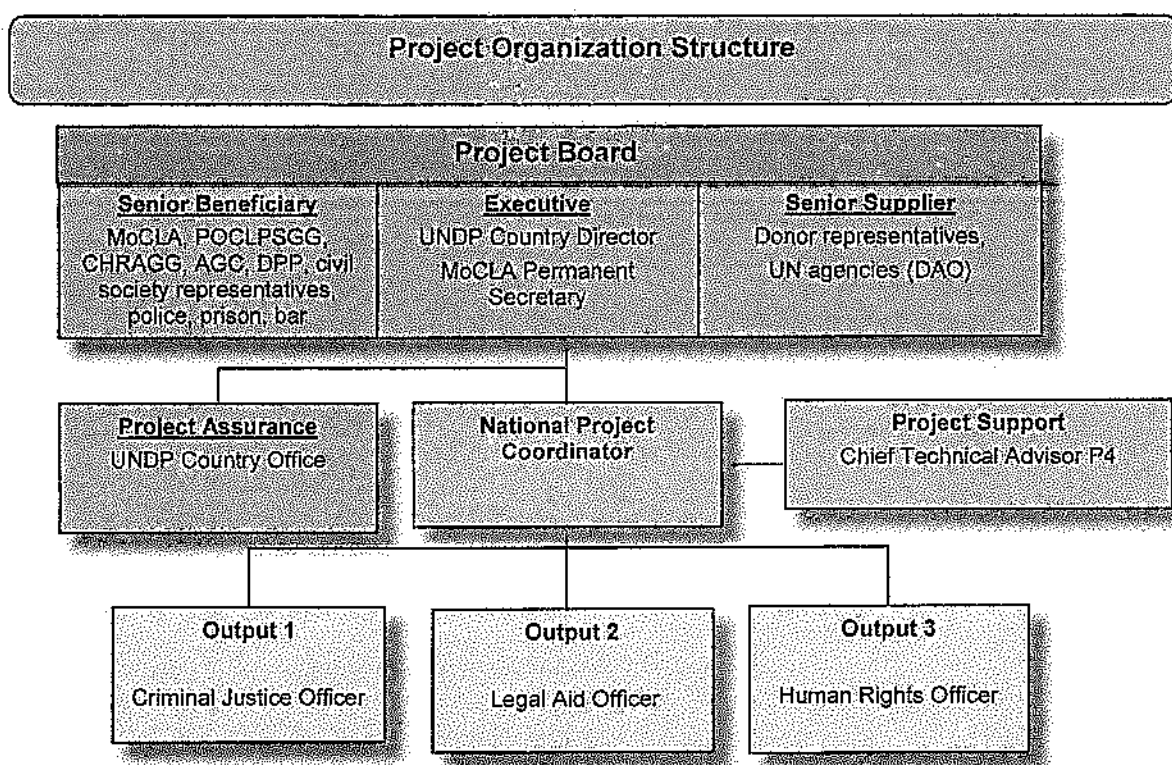 Project Organization Structure
Project Board
Senior Beneficiary
MoCLA, POCLPSGG,
CHRAGG, AGC, DPP, civil
society representatives,
police, prison, bar
Executive
UNDP Country Director
MoCLA Permanent
Secretary
Senior Supplier
Donor representatives,
UN agencies (DAO)
Project Assurance
UNDP Country Office
National Project
Coordinator
Project Support
Chief Technical Advisor P4
Output 1
Criminal Justice Officer
Output 2
Legal Aid Officer
Output 3
Human Rights Officer